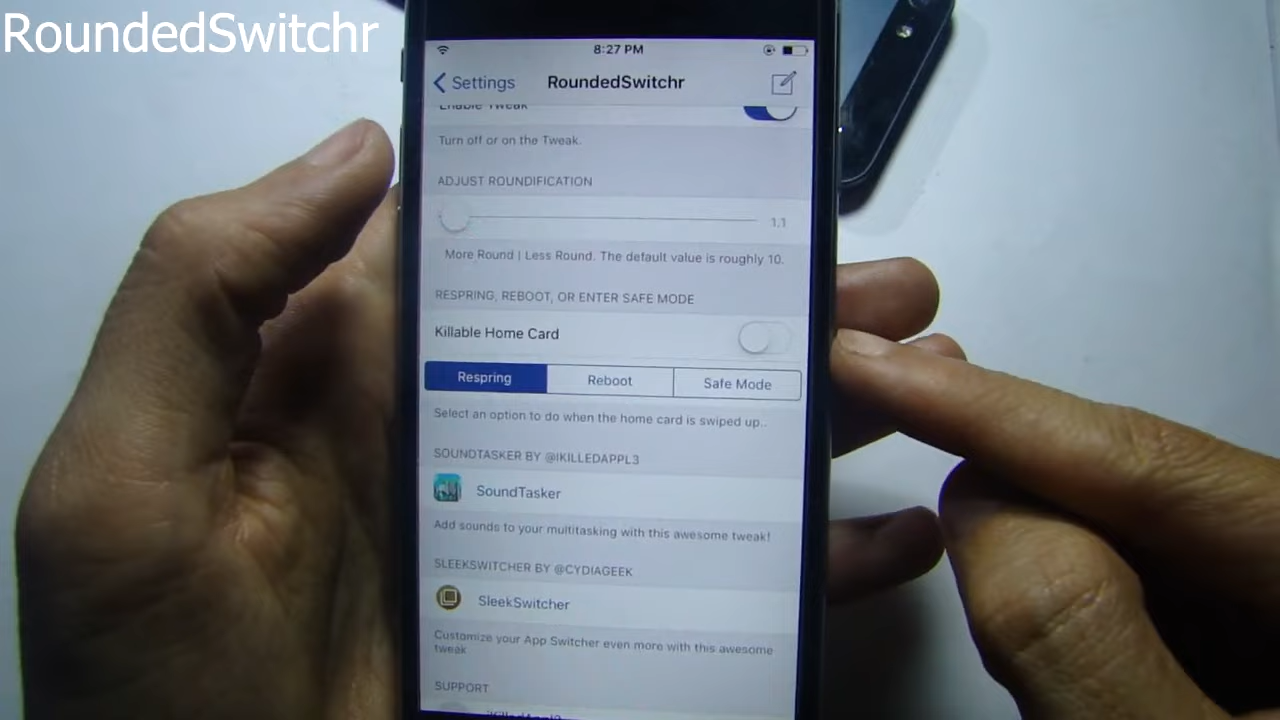 RoundedSwitchr
8:27 PM
Settings
RoundedSwitchr
Enable Tweak
Turn off or on the Tweak.
ADJUST ROUNDIFICATION
1.1
More Round | Less Round. The default value is roughly 10.
RESPRING, REBOOT, OR ENTER SAFE MODE
Killable Home Card
Respring
Reboot
Safe Mode
Select an option to do when the home card is swiped up..
SOUNDTASKER BY @IKILLEDAPPL3
SoundTasker
Add sounds to your multitasking with this awesome tweak!
SLEEKSWITCHER BY @CYDIAGEEK
SleekSwitcher
Customize your App Switcher even more with this awesome
tweak
SUPPORT